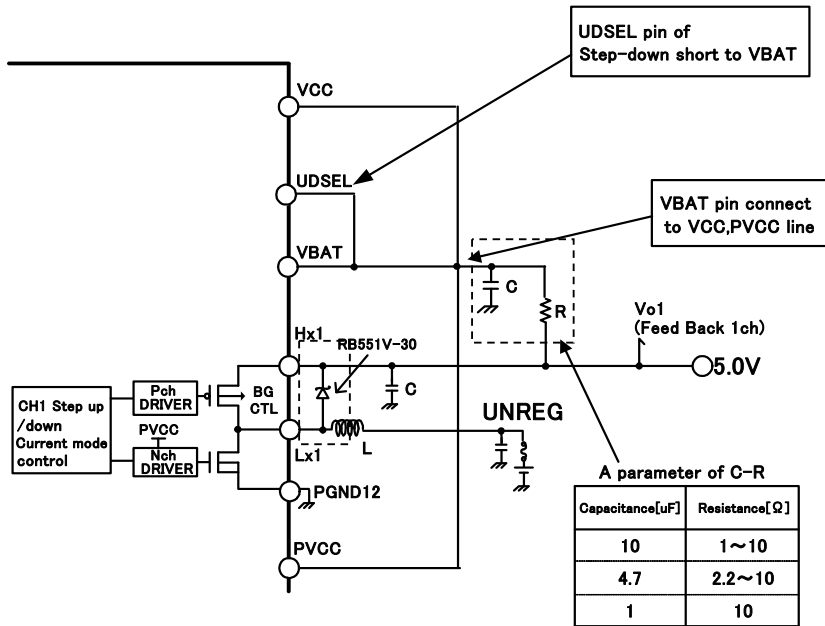 UDSEL pin of
Step-down short to VBAT
VCC
UDSEL
VBAT pin connect
to VCC,PVCC line
VBAT
C
R
Vo1
(Feed Back 1ch)
Hx1
RB551V-30
5.0V
C
CH1 Step up
/down
Current mode
control
Pch
DRIVER
BG
CTL
PVCC
Nch
DRIVER
UNREG
Lx1
L
PGND12
PVCC
A parameter of C-R
Capacitance[uF] Resistance[Ω]
10 1~10
4.7 2.2~10
1 10